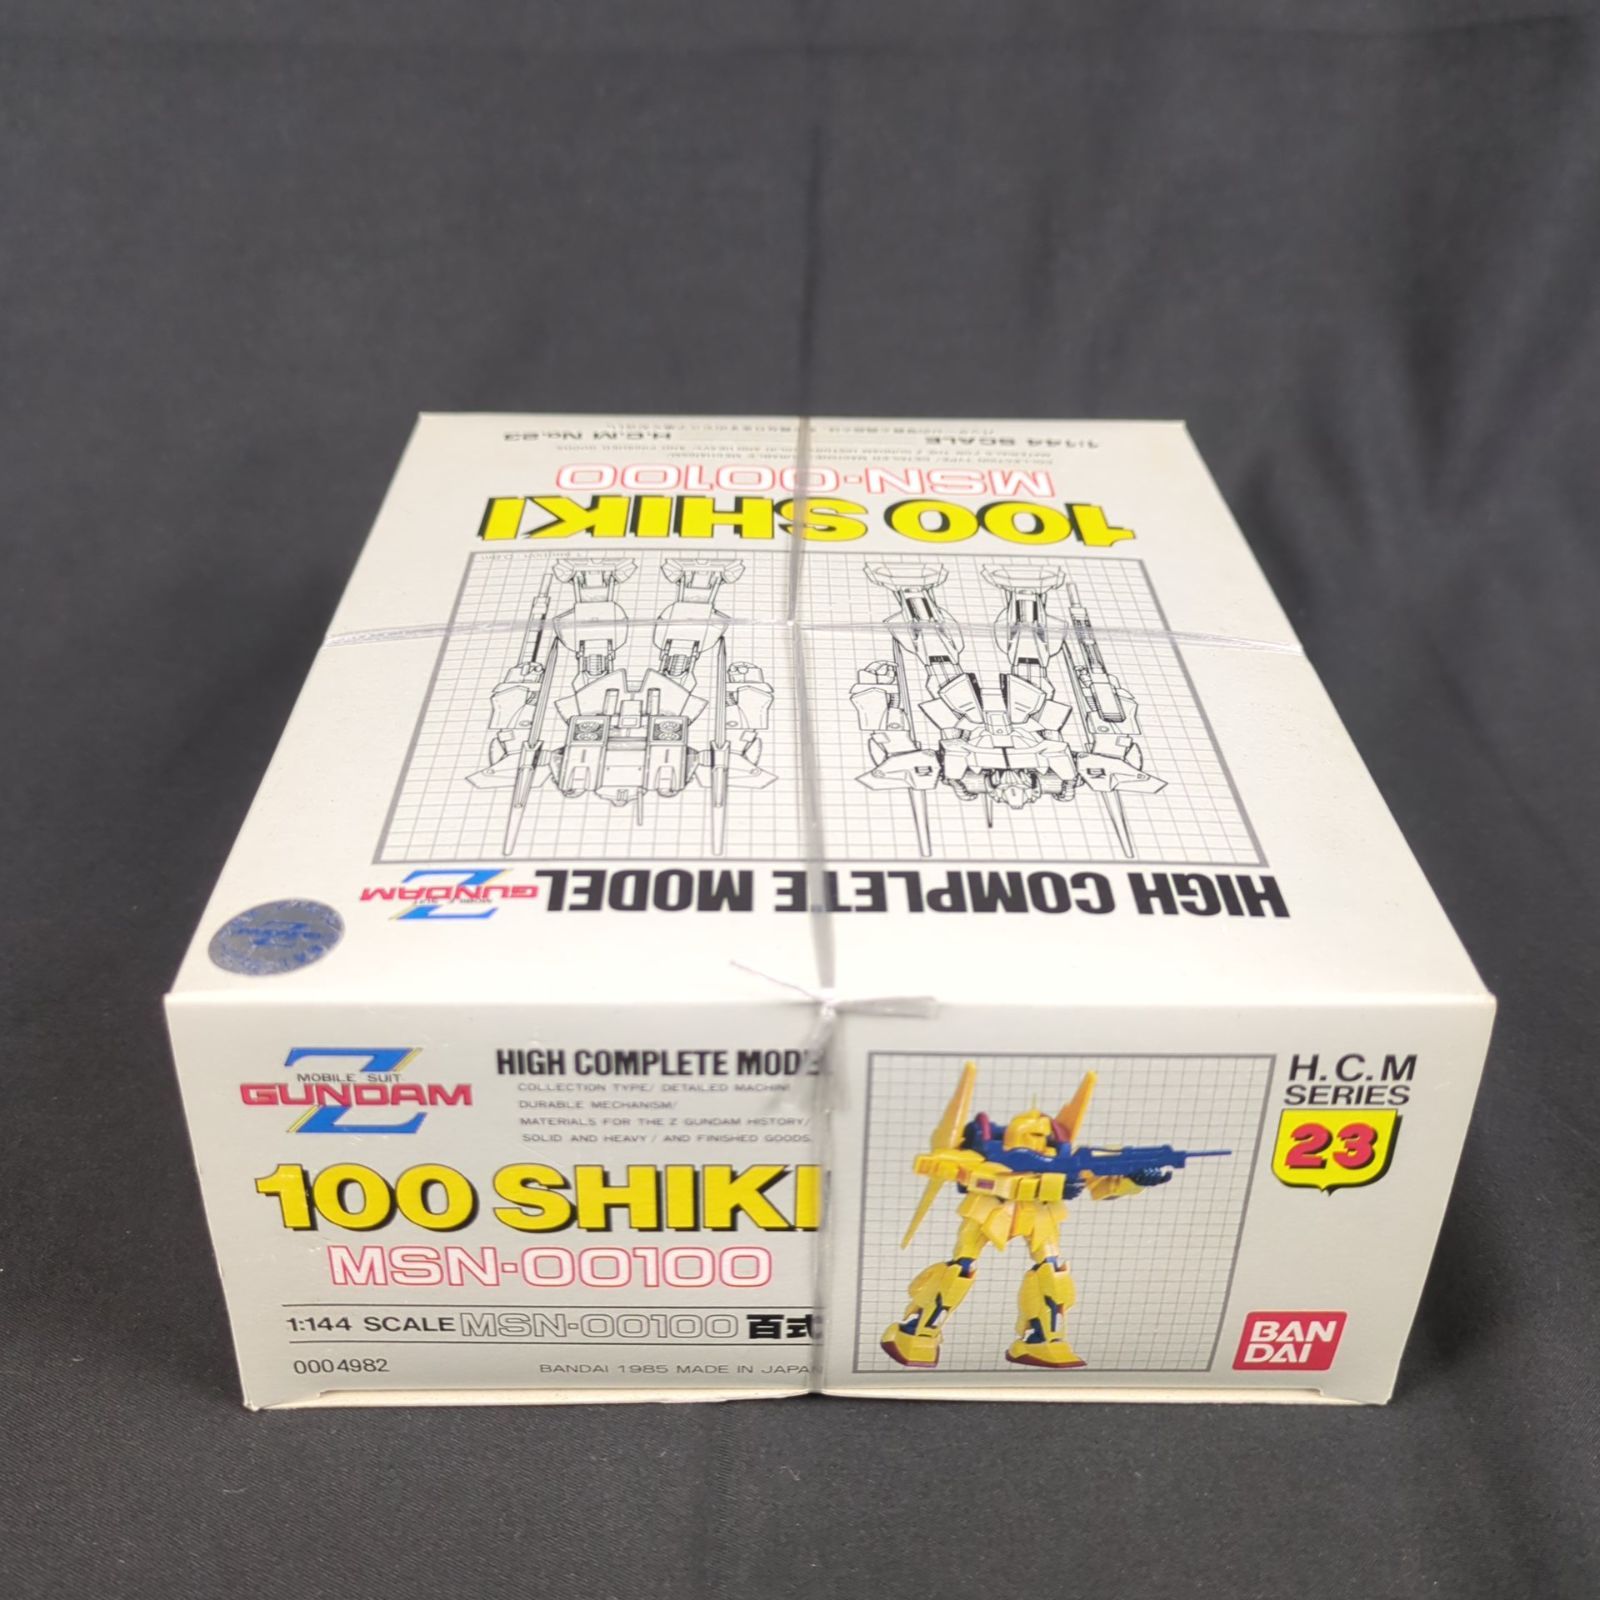 H.C.M No.23
1:144 SCALE
MSN-00100
100 SHIKI
HIGH COMPLETE MODEL
MOBILE SUIT
Z GUNDAM
MOBILE SUIT
Z GUNDAM
HIGH COMPLETE MODE
COLLECTION TYPE/ DETAILED MACHINE
DURABLE MECHANISM/
MATERIALS FOR THE Z GUNDAM HISTORY/
SOLID AND HEAVY / AND FINISHED GOODS.
100 SHIKI
MSN-00100
1:144 SCALE MSN-00100 百式
0004982
BANDAI 1985 MADE IN JAPAN
H.C.M
SERIES
23
BAN
DAI